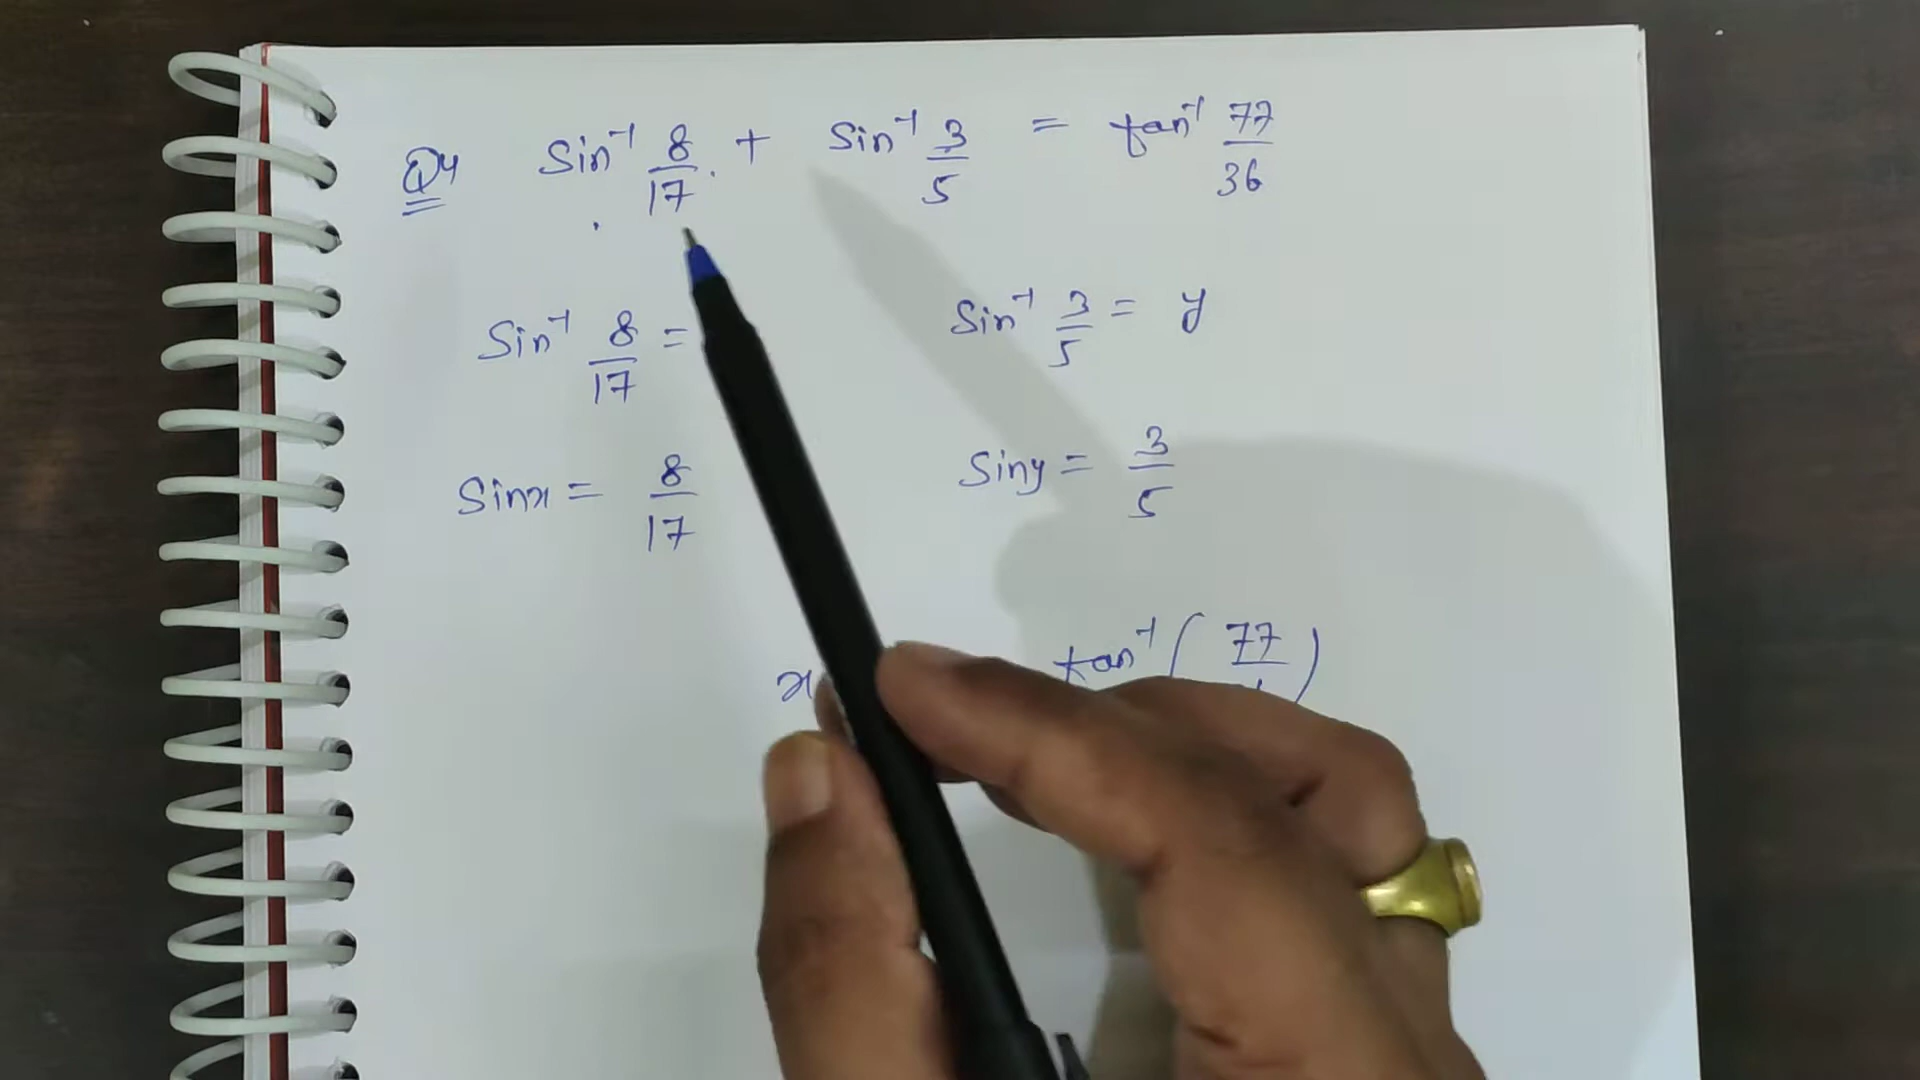 Q4 Sin⁻¹ 8/17 + Sin⁻¹ 3/5 = tan⁻¹ 77/36
Sin⁻¹ 8/17 = Sin⁻¹ 3/5 = y
Sinx = 8/17 Siny = 3/5
x tan⁻¹ ( 77 )